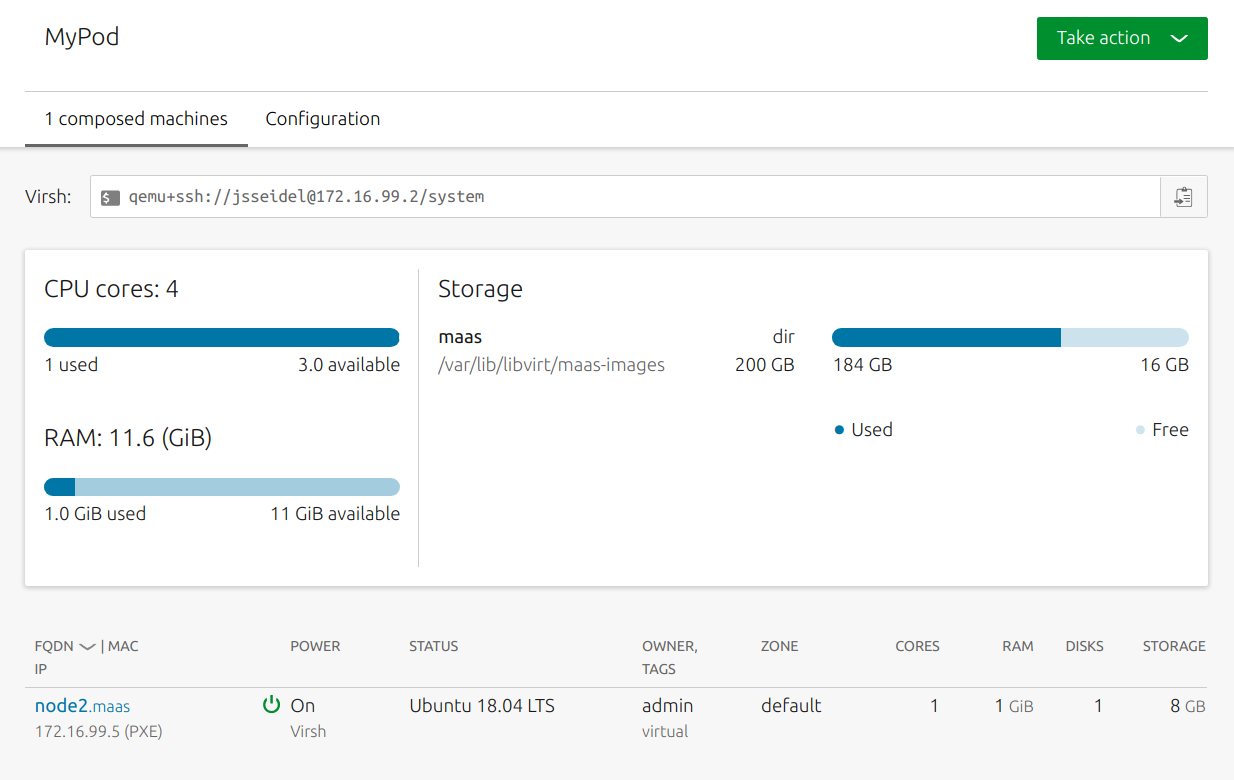 MyPod
Take action
1 composed machines Configuration
Virsh: qemu+ssh://jsseidel@172.16.99.2/system
CPU cores: 4
1 used 3.0 available
RAM: 11.6 (GiB)
1.0 GiB used 11 GiB available
Storage
maas dir
/var/lib/libvirt/maas-images 200 GB 184 GB 16 GB
Used Free
FQDN | MAC POWER STATUS OWNER, ZONE CORES RAM DISKS STORAGE
IP TAGS
node2.maas On Ubuntu 18.04 LTS admin default 1 1 GiB 1 8 GB
172.16.99.5 (PXE) Virsh virtual